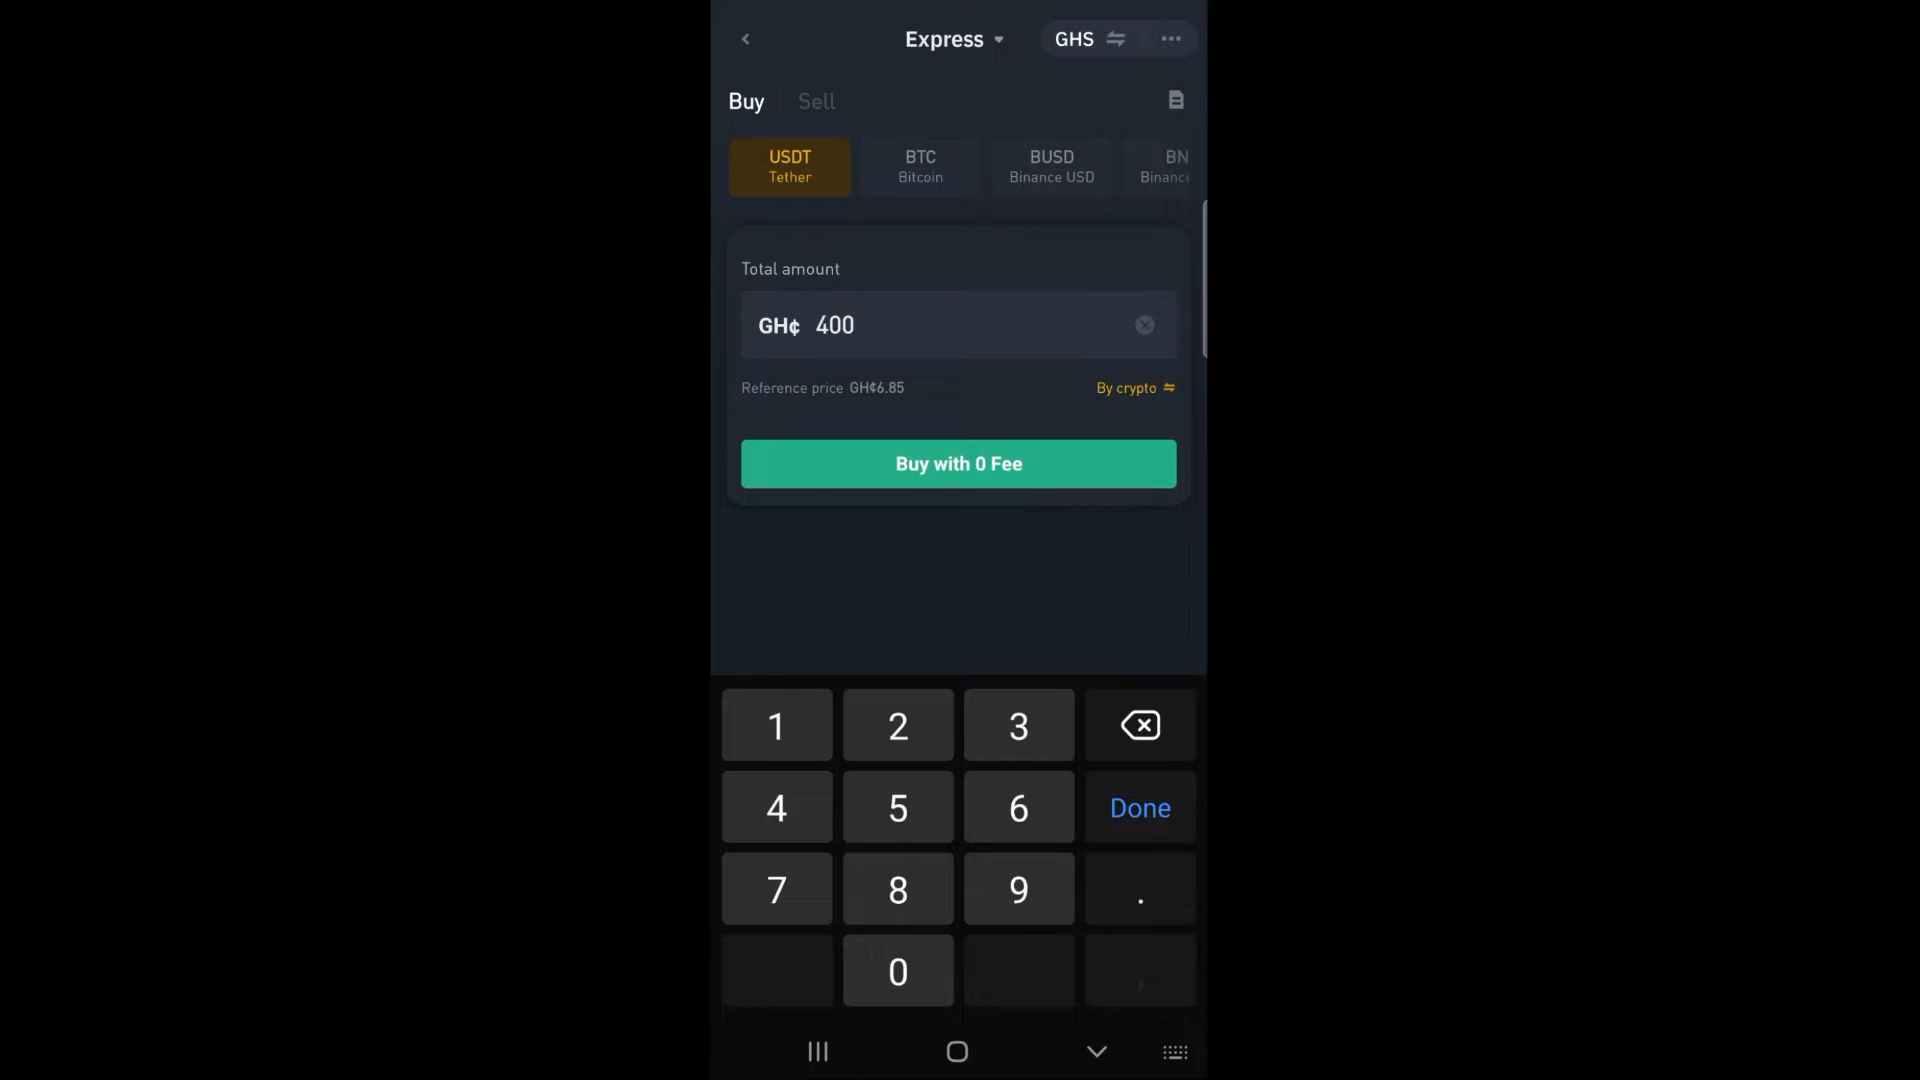 Express
GHS
Buy Sell
USDT BTC BUSD BN
Tether Bitcoin Binance USD Binanc
Total amount
GH¢ 400
Reference price GH¢6.85 By crypto
Buy with 0 Fee
1 2 3
4 5 6 Done
7 8 9 .
0 ,